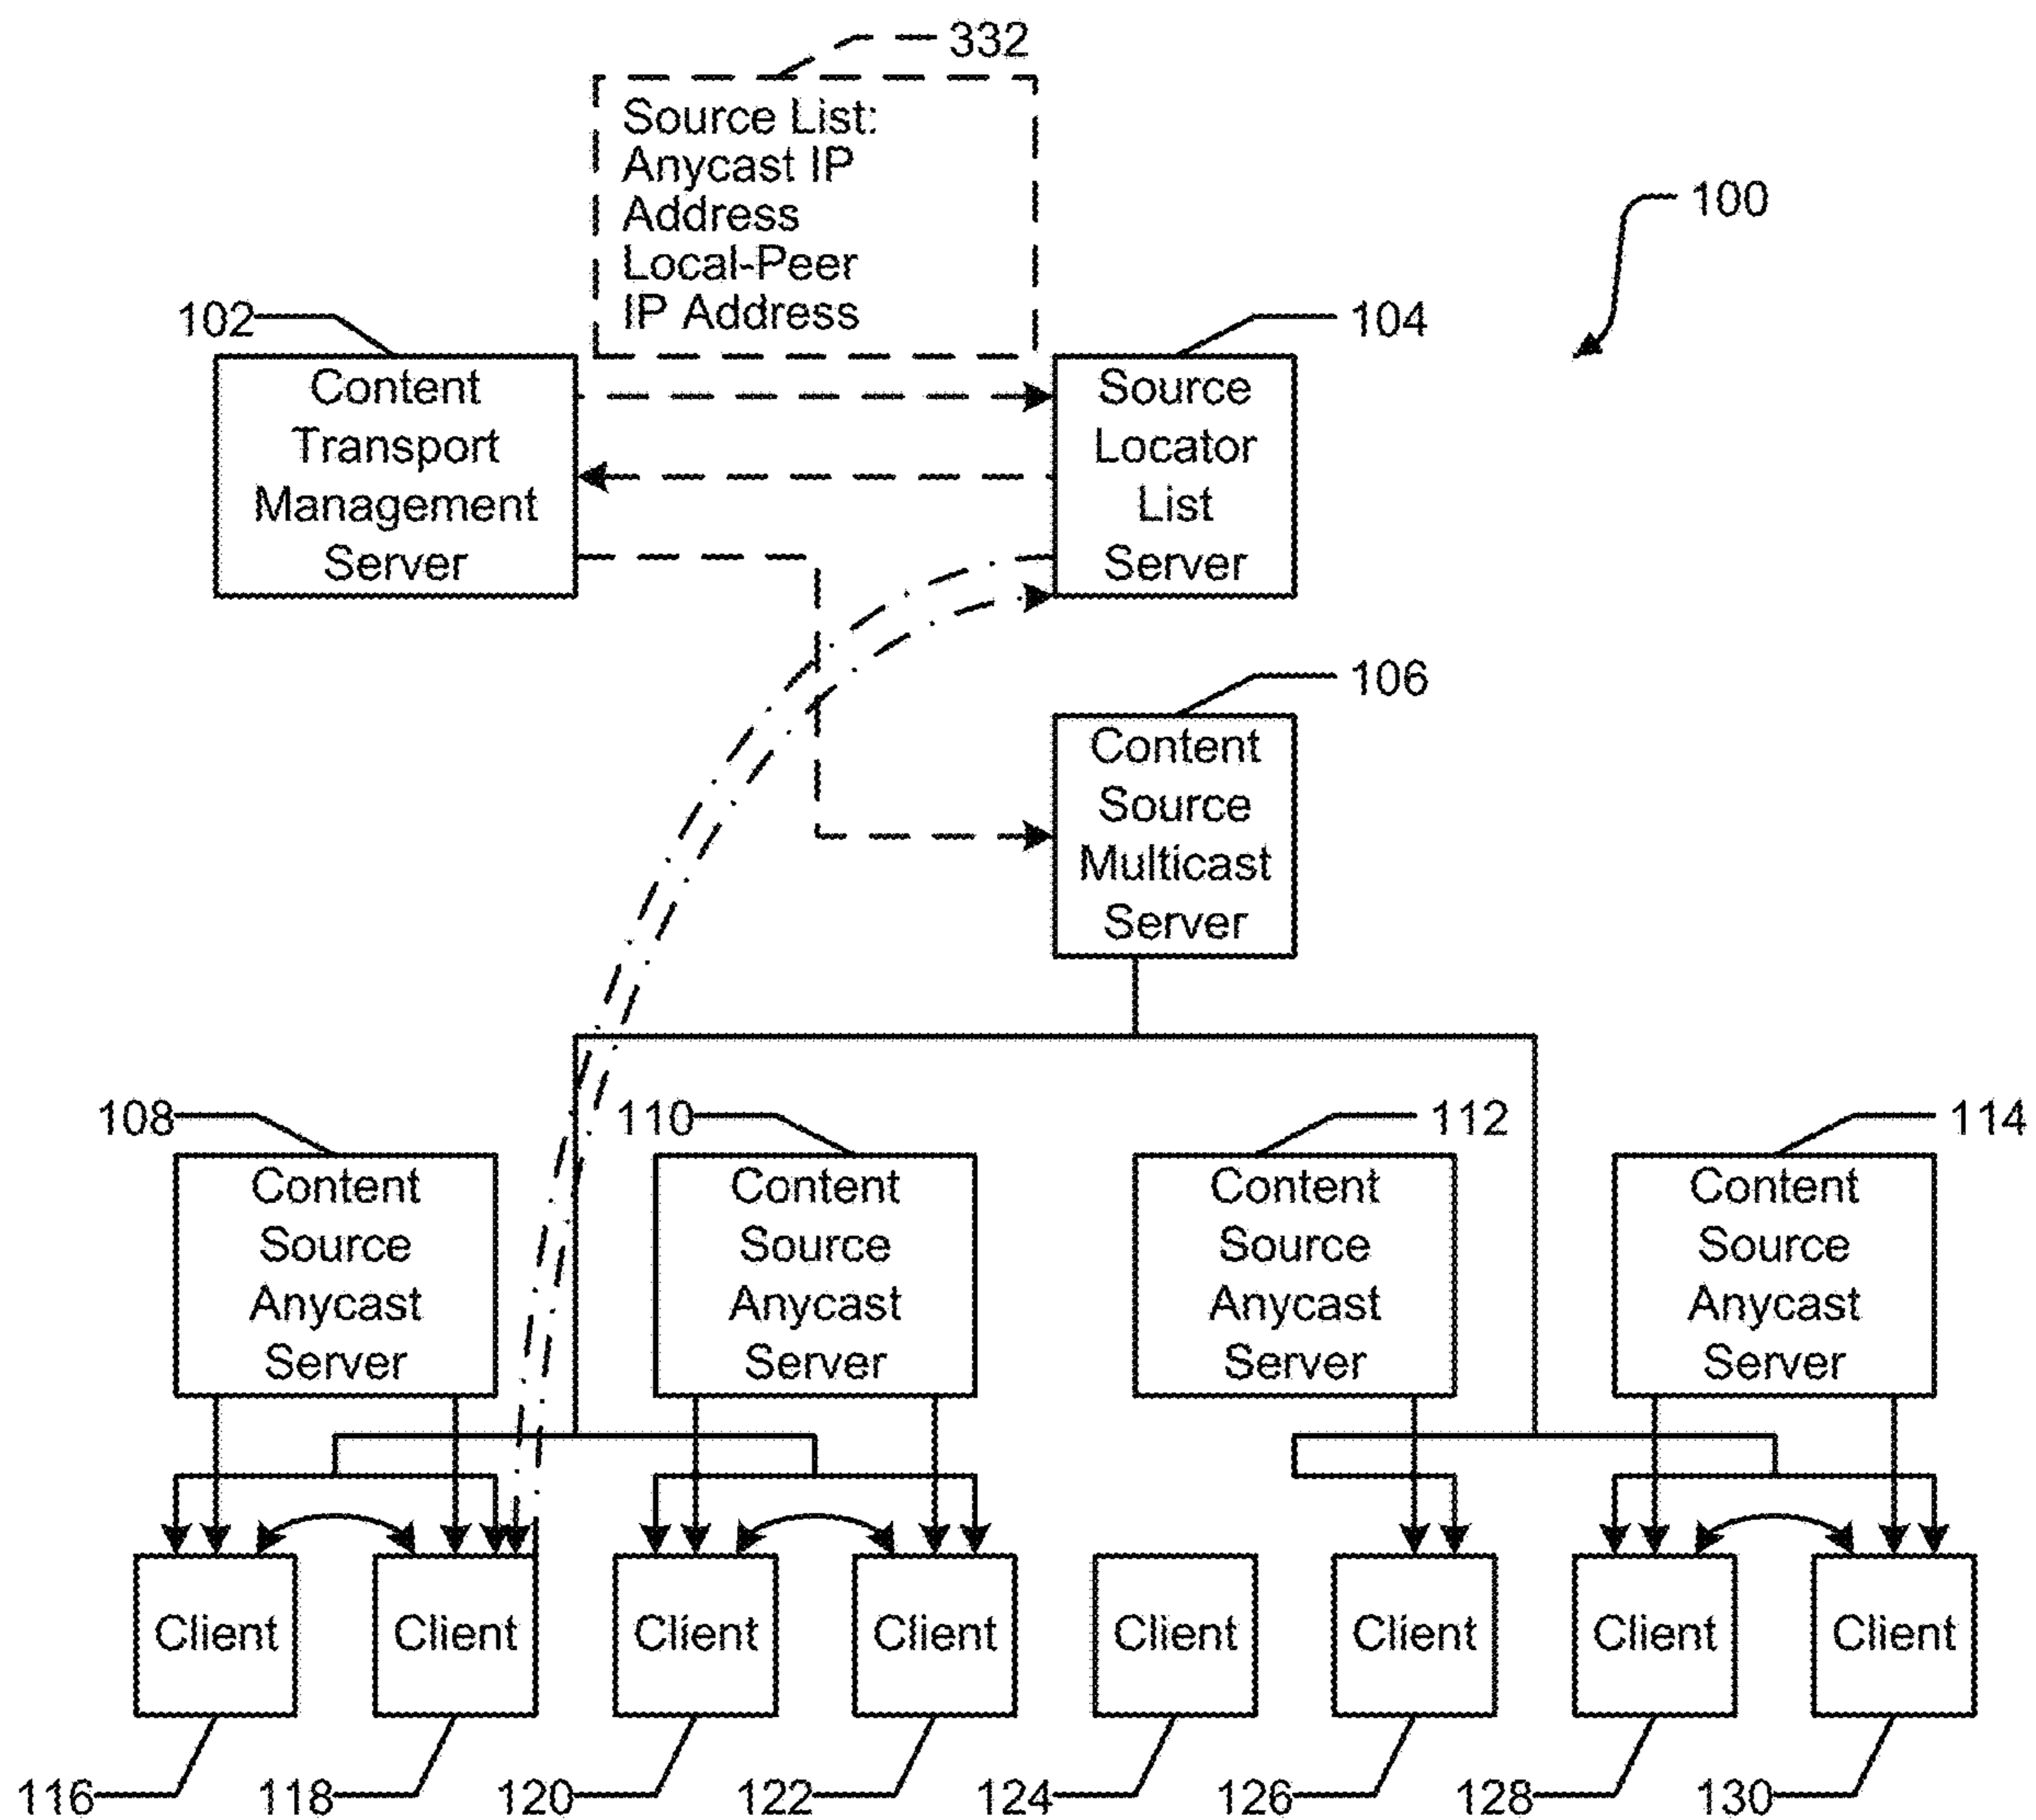 332
Source List:
Anycast IP
Address
Local-Peer
IP Address
100
102
104
Content
Transport
Management
Server
Source
Locator
List
Server
106
Content
Source
Multicast
Server
108
110
112
114
Content
Source
Anycast
Server
Content
Source
Anycast
Server
Content
Source
Anycast
Server
Content
Source
Anycast
Server
Client
Client
Client
Client
Client
Client
Client
Client
116
118
120
122
124
126
128
130